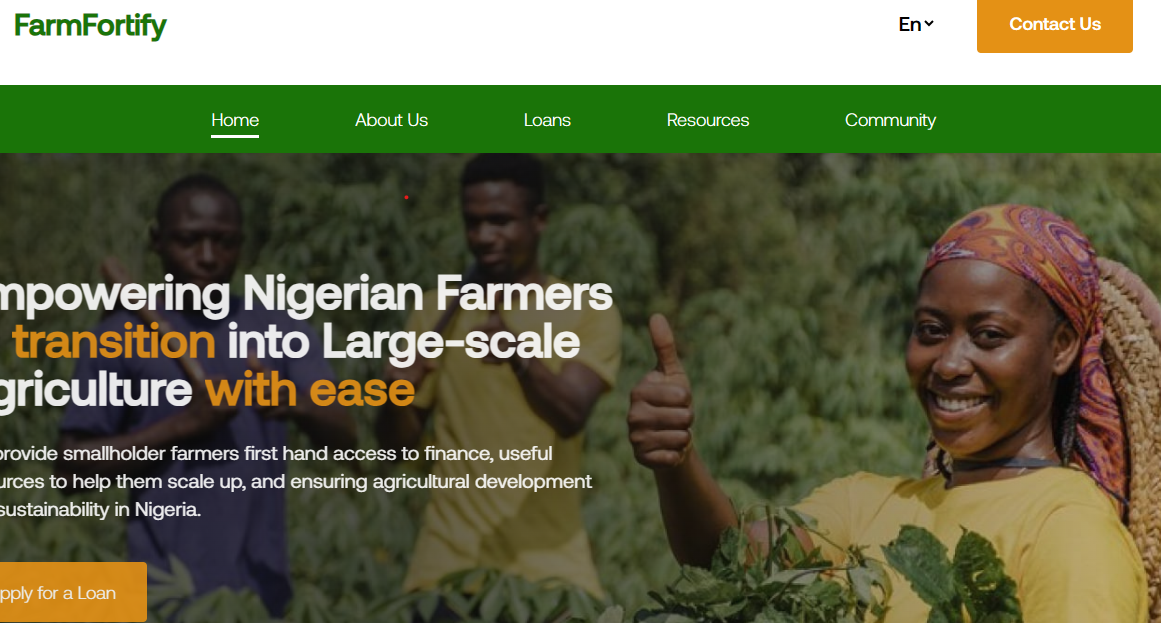 FarmFortify
En
Contact Us
Home
About Us
Loans
Resources
Community
mpowering Nigerian Farmers
transition into Large-scale
griculture with ease
provide smallholder farmers first hand access to finance, useful
urces to help them scale up, and ensuring agricultural development
sustainability in Nigeria.
pply for a Loan